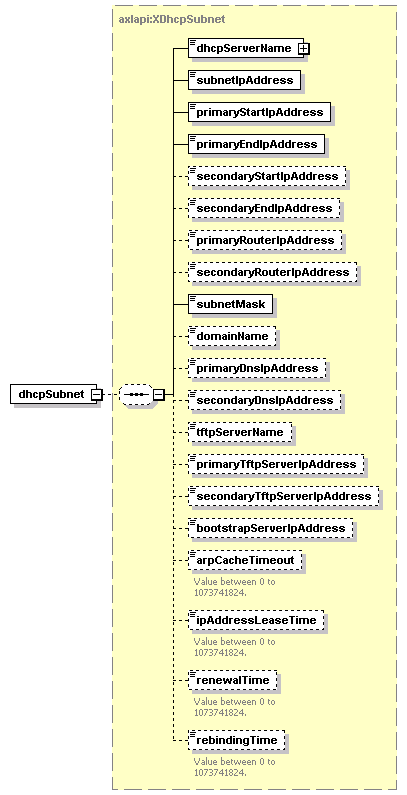 axlapi:XDhcpSubnet
dhcpServerName
subnetIpAddress
primaryStartIpAddress
primaryEndIpAddress
secondaryStartIpAddress
secondaryEndIpAddress
primaryRouterIpAddress
secondaryRouterIpAddress
subnetMask
domainName
primaryDnsIpAddress
dhcpSubnet
secondaryDnsIpAddress
tftpServerName
primaryTftpServerIpAddress
secondaryTftpServerIpAddress
bootstrapServerIpAddress
arpCacheTimeout
Value between 0 to
1073741824.
ipAddressLeaseTime
Value between 0 to
1073741824.
renewalTime
Value between 0 to
1073741824.
rebindingTime
Value between 0 to
1073741824.